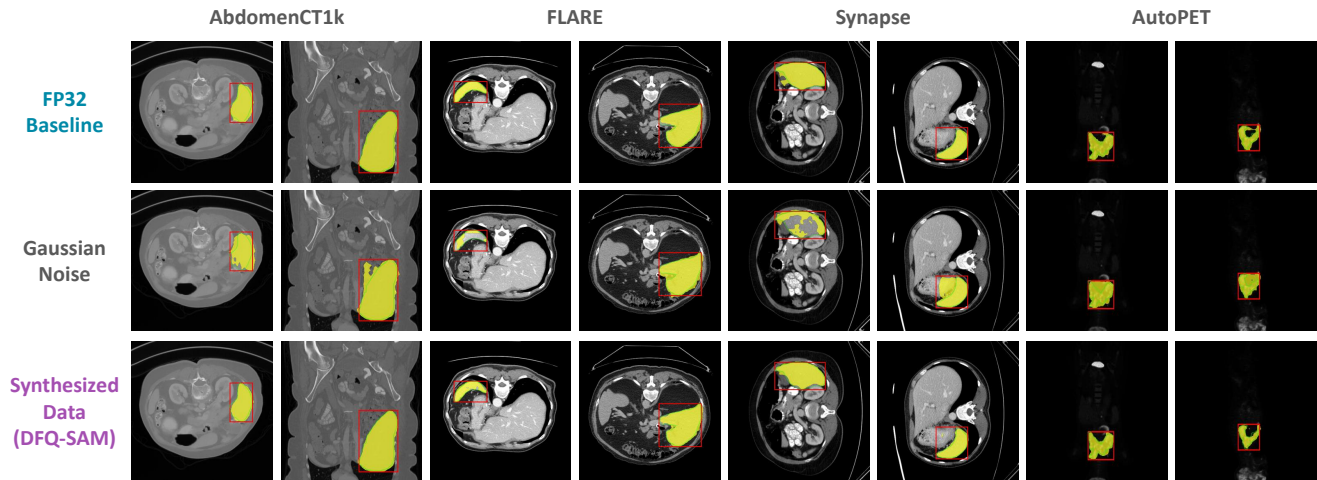 AbdomenCT1k
FLARE
Synapse
AutoPET
FP32
Baseline
Gaussian
Noise
Synthesized
Data
(DFQ-SAM)